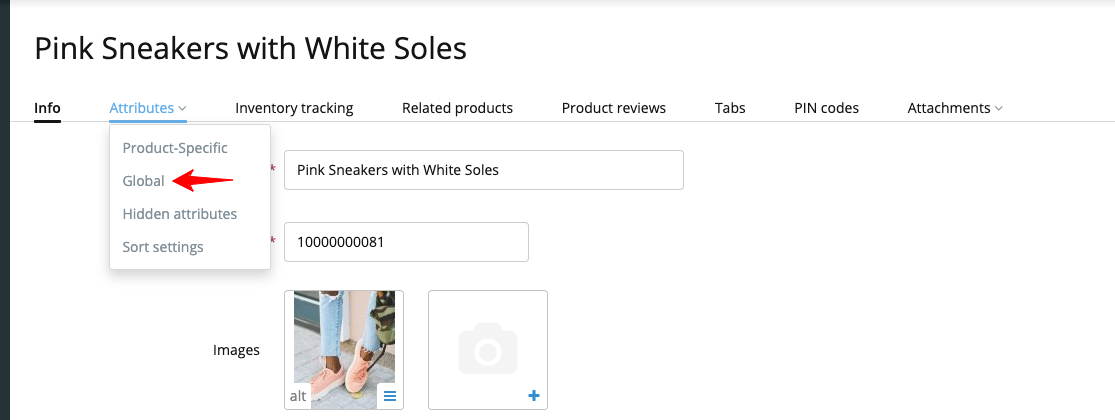 Pink Sneakers with White Soles
Info Attributes Inventory tracking Related products Product reviews Tabs PIN codes Attachments
Product-Specific
* Pink Sneakers with White Soles
Global
Hidden attributes
* 10000000081
Sort settings
Images
alt